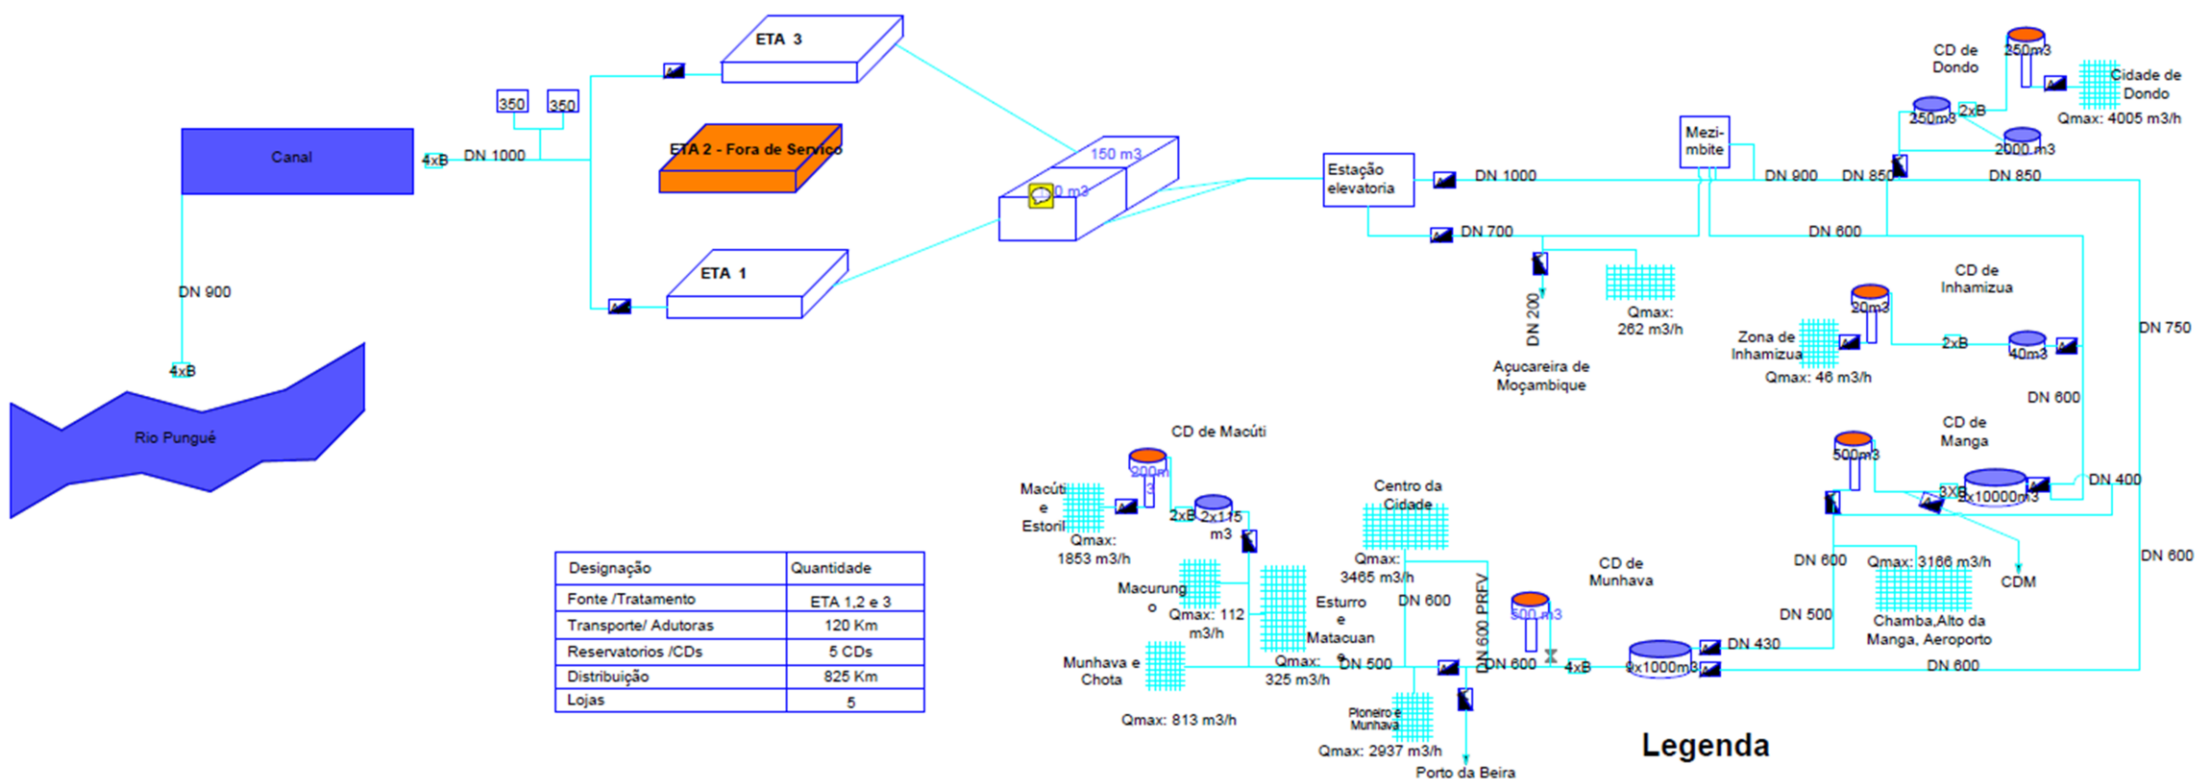 ETA 3
350
350
Canal
4xB
DN 1000
ETA 2 - Fora de Serviço
DN 900
4xB
Rio Pungué
ETA 1
150 m3
Estação
elevatoria
DN 1000
DN 700
Mezi-
mbite
DN 900
DN 850
DN 850
DN 600
CD de
Dondo
250m3
250m3
2xB
2000 m3
Cidade de
Dondo
Qmax: 4005 m3/h
DN 200
Açucareira de
Moçambique
Qmax:
262 m3/h
CD de
Inhamizua
20m3
Zona de
Inhamizua
2xB
40m3
Qmax: 46 m3/h
DN 750
DN 600
CD de
Manga
500m3
3XB
2x10000m3
DN 400
CDM
DN 600
Qmax: 3166 m3/h
DN 600
DN 500
Chamba,Alto da
Manga, Aeroporto
CD de Macúti
200m
3
Macúti
e
Estoril
2xB
2x115
m3
Qmax:
1853 m3/h
Centro da
Cidade
Qmax:
3465 m3/h
DN 600
DN 600 PRFV
CD de
Munhava
500 m3
Macurung
o
Qmax: 112
m3/h
Esturro
e
Matacuan
e
Qmax:
325 m3/h
Munhava e
Chota
Qmax: 813 m3/h
DN 500
DN 600
4xB
9x1000m3
DN 430
DN 600
Pioneiro e
Munhava
Qmax: 2937 m3/h
Porto da Beira
Designação Quantidade
Fonte /Tratamento ETA 1,2 e 3
Transporte/ Adutoras 120 Km
Reservatorios /CDs 5 CDs
Distribuição 825 Km
Lojas 5
Legenda